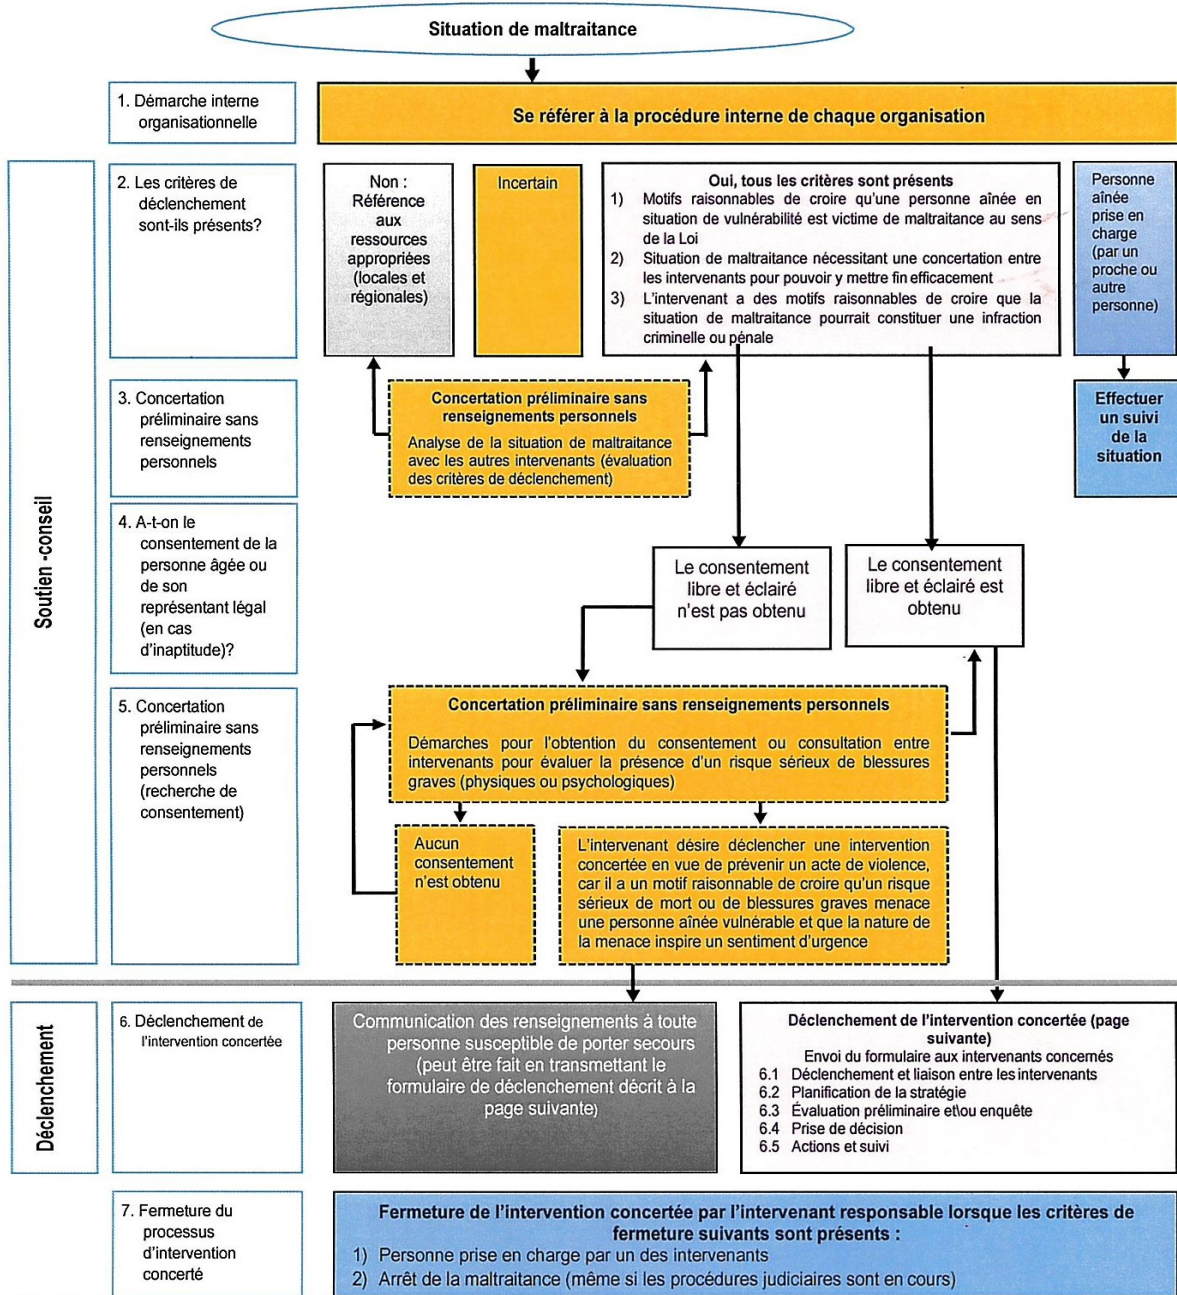 Situation de maltraitance
1. Démarche interne
organisationnelle
Se référer à la procédure interne de chaque organisation
Soutien -conseil
2. Les critères de
déclenchement
sont-ils présents?
Non :
Référence
aux
ressources
appropriées
(locales et
régionales)
Incertain
Oui, tous les critères sont présents
1) Motifs raisonnables de croire qu'une personne aînée en
situation de vulnérabilité est victime de maltraitance au sens
de la Loi
2) Situation de maltraitance nécessitant une concertation entre
les intervenants pour pouvoir y mettre fin efficacement
3) L'intervenant a des motifs raisonnables de croire que la
situation de maltraitance pourrait constituer une infraction
criminelle ou pénale
Personne
aînée
prise en
charge
(par un
proche ou
autre
personne)
3. Concertation
préliminaire sans
renseignements
personnels
Concertation préliminaire sans
renseignements personnels
Analyse de la situation de maltraitance
avec les autres intervenants (évaluation
des critères de déclenchement)
Effectuer
un suivi
de la
situation
4. A-t-on le
consentement de la
personne âgée ou
de son
représentant légal
(en cas
d'inaptitude)?
Le consentement
libre et éclairé
n'est pas obtenu
Le consentement
libre et éclairé est
obtenu
5. Concertation
préliminaire sans
renseignements
personnels
(recherche de
consentement)
Concertation préliminaire sans renseignements personnels
Démarches pour l'obtention du consentement ou consultation entre
intervenants pour évaluer la présence d'un risque sérieux de blessures
graves (physiques ou psychologiques)
Aucun
consentement
n'est obtenu
L'intervenant désire déclencher une intervention
concertée en vue de prévenir un acte de violence,
car il a un motif raisonnable de croire qu'un risque
sérieux de mort ou de blessures graves menace
une personne aînée vulnérable et que la nature de
la menace inspire un sentiment d'urgence
Déclenchement
6. Déclenchement de
l'intervention concertée
Communication des renseignements à toute
personne susceptible de porter secours
(peut être fait en transmettant le
formulaire de déclenchement décrit à la
page suivante)
Déclenchement de l'intervention concertée (page
suivante)
Envoi du formulaire aux intervenants concernés
6.1 Déclenchement et liaison entre les intervenants
6.2 Planification de la stratégie
6.3 Évaluation préliminaire et\ou enquête
6.4 Prise de décision
6.5 Actions et suivi
7. Fermeture du
processus
d'intervention
concerté
Fermeture de l'intervention concertée par l'intervenant responsable lorsque les critères de
fermeture suivants sont présents :
1) Personne prise en charge par un des intervenants
2) Arrêt de la maltraitance (même si les procédures judiciaires sont en cours)